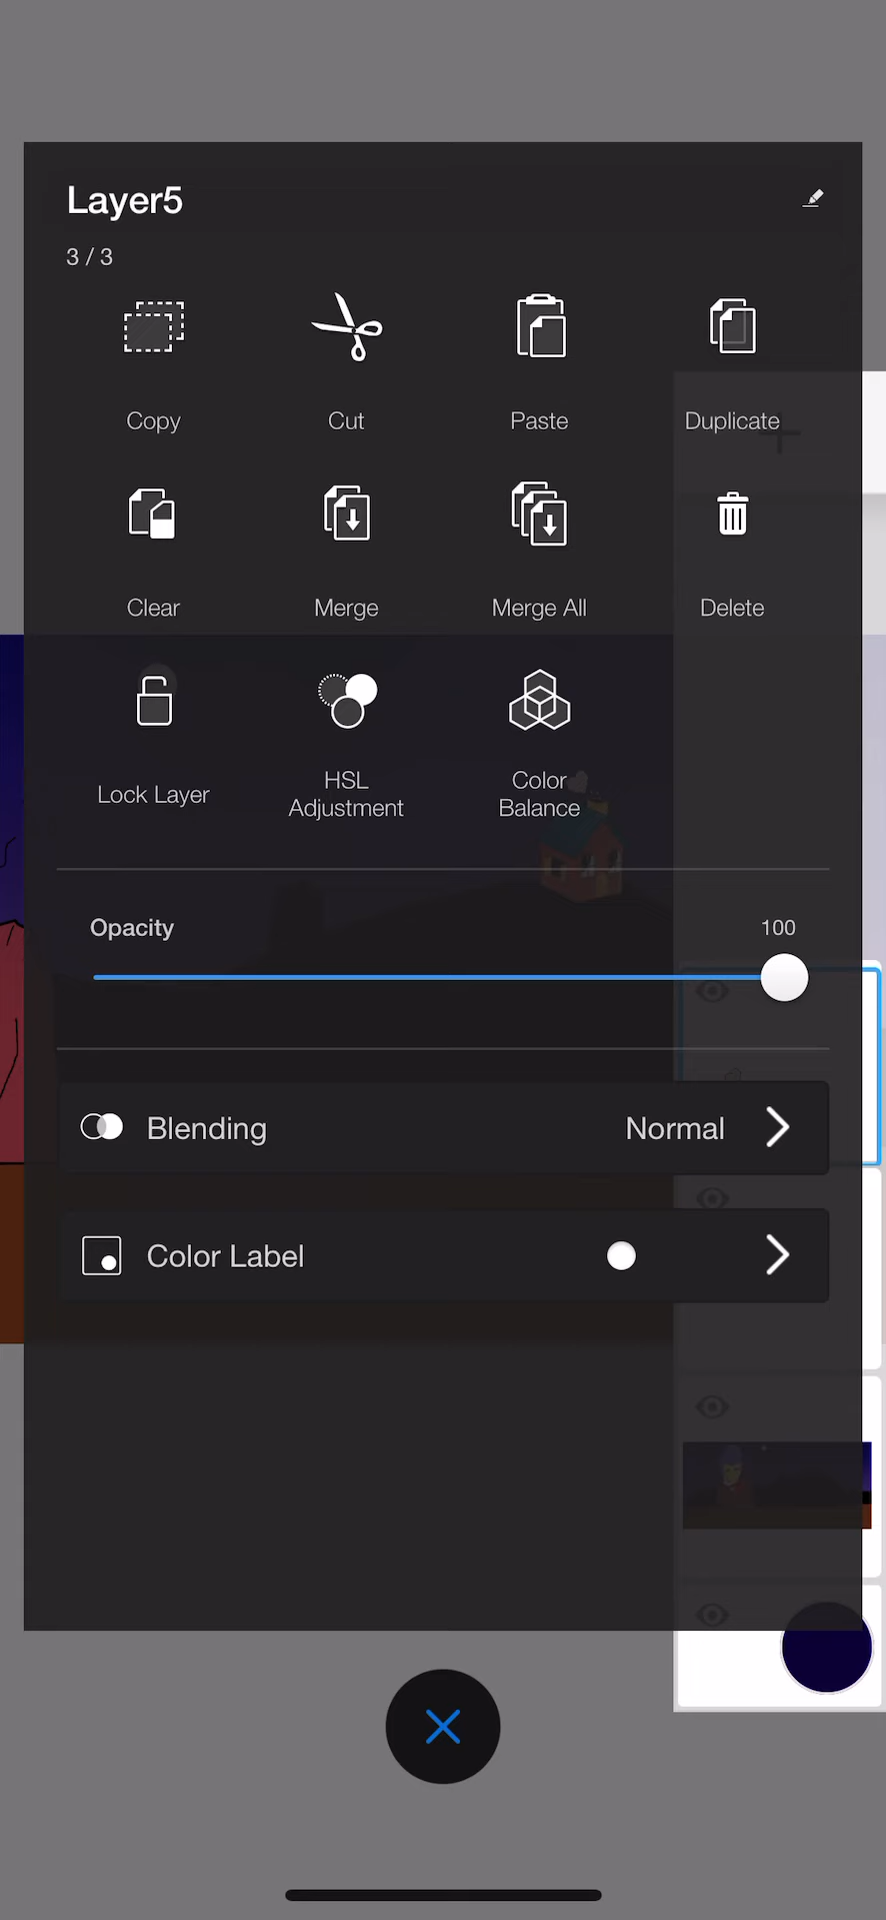 Layer5
3 / 3
Copy
Cut
Paste
Duplicate
Clear
Merge
Merge All
Delete
Lock Layer
HSL
Adjustment
Color
Balance
Opacity
100
Blending
Normal
Color Label